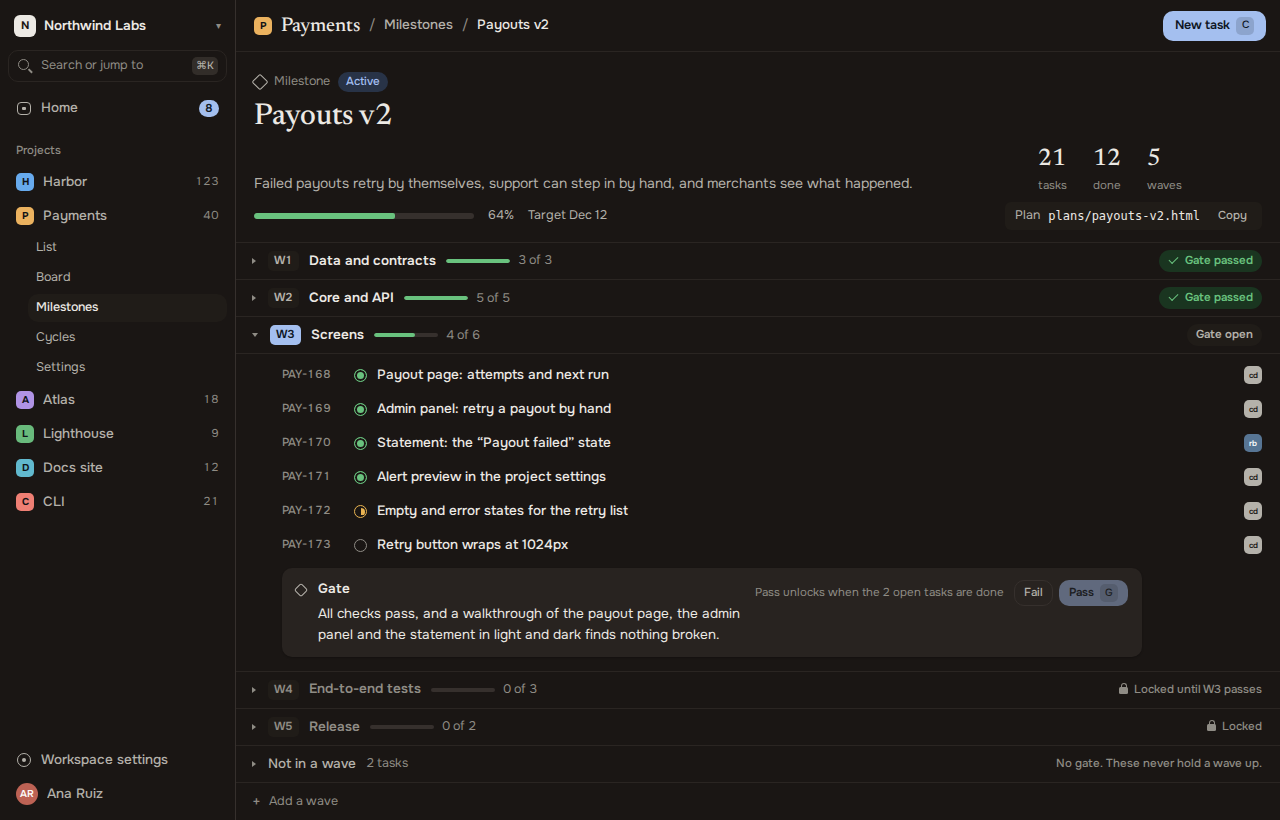 N Northwind Labs
Search or jump to ⌘K
Home 8
Projects
H Harbor 123
P Payments 40
List
Board
Milestones
Cycles
Settings
A Atlas 18
L Lighthouse 9
D Docs site 12
C CLI 21
Workspace settings
AR Ana Ruiz
P Payments / Milestones / Payouts v2
New task C
Milestone Active
Payouts v2
Failed payouts retry by themselves, support can step in by hand, and merchants see what happened.
64% Target Dec 12
21 12 5
tasks done waves
Plan plans/payouts-v2.html Copy
W1 Data and contracts 3 of 3 Gate passed
W2 Core and API 5 of 5 Gate passed
W3 Screens 4 of 6 Gate open
PAY-168 Payout page: attempts and next run cd
PAY-169 Admin panel: retry a payout by hand cd
PAY-170 Statement: the “Payout failed” state rb
PAY-171 Alert preview in the project settings cd
PAY-172 Empty and error states for the retry list cd
PAY-173 Retry button wraps at 1024px cd
Gate
All checks pass, and a walkthrough of the payout page, the admin
panel and the statement in light and dark finds nothing broken.
Pass unlocks when the 2 open tasks are done Fail Pass G
W4 End-to-end tests 0 of 3 Locked until W3 passes
W5 Release 0 of 2 Locked
Not in a wave 2 tasks No gate. These never hold a wave up.
+ Add a wave